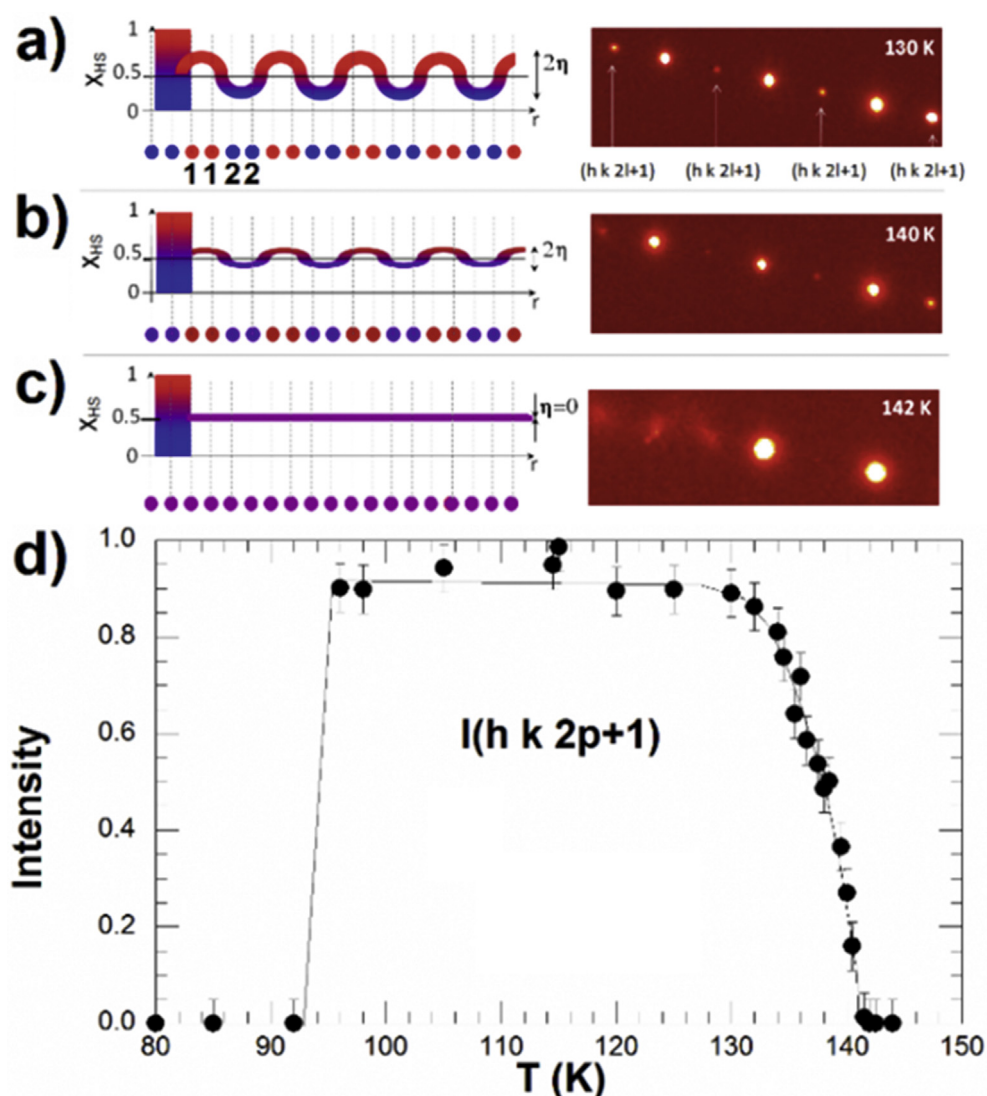 a)
1
X_HS
0.5
0
2η
r
1 1 2 2
130 K
(h k 2l+1) (h k 2l+1) (h k 2l+1) (h k 2l+1)
b)
1
X_HS
0.5
0
2η
r
140 K
c)
1
X_HS
0.5
0
η=0
r
142 K
d)
1.0
0.8
0.6
0.4
0.2
0.0
Intensity
I(h k 2p+1)
80 90 100 110 120 130 140 150
T (K)